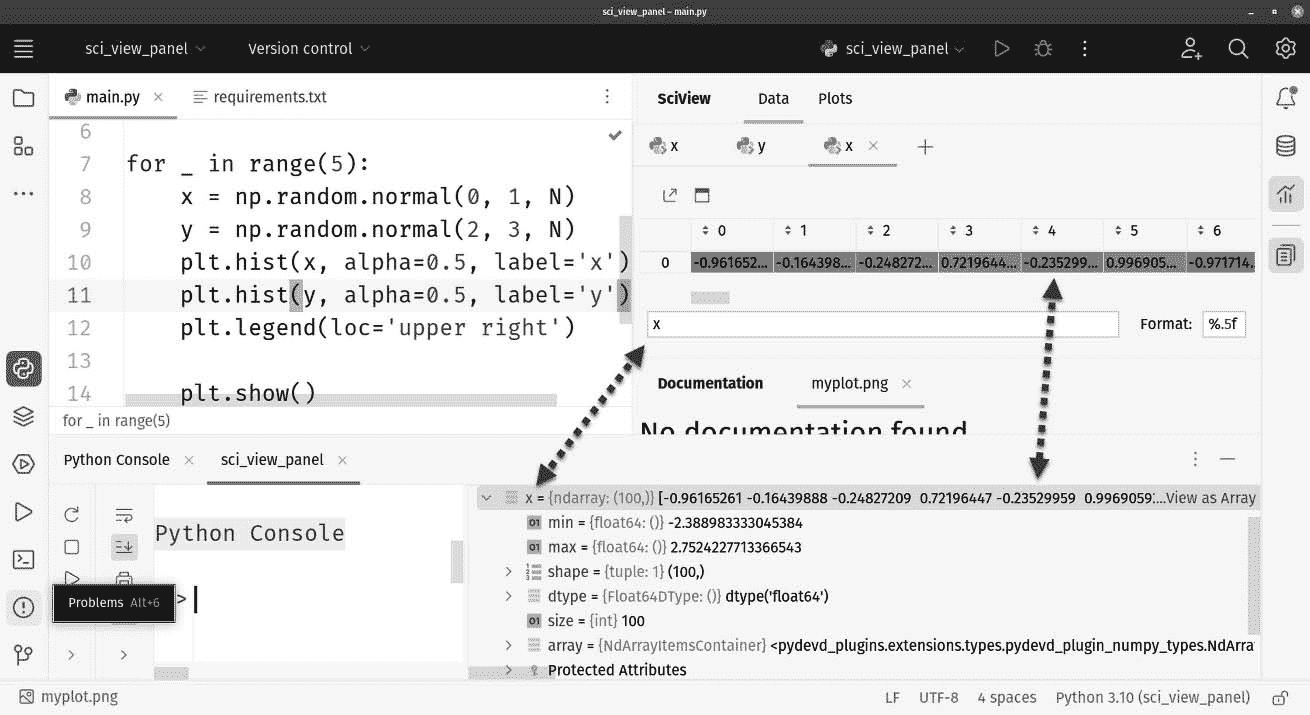 sci_view_panel – main.py
sci_view_panel
Version control
sci_view_panel
main.py
requirements.txt
6
7 for _ in range(5):
8 x = np.random.normal(0, 1, N)
9 y = np.random.normal(2, 3, N)
10 plt.hist(x, alpha=0.5, label='x')
11 plt.hist(y, alpha=0.5, label='y')
12 plt.legend(loc='upper right')
13
14 plt.show()
for _ in range(5)
SciView Data Plots
x y x
0 1 2 3 4 5 6
0 -0.961652... -0.164398... -0.248272... 0.7219644... -0.235299... 0.996905... -0.971714.
x Format: %.5f
Documentation myplot.png
No documentation found
Python Console sci_view_panel
Python Console
>
Problems Alt+6
x = {ndarray: (100,)} [-0.96165261 -0.16439888 -0.24827209 0.72196447 -0.23529959 0.9969059?...View as Array
min = {float64: ()} -2.388983333045384
max = {float64: ()} 2.7524227713366543
shape = {tuple: 1} (100,)
dtype = {Float64DType: ()} dtype('float64')
size = {int} 100
array = {NdArrayItemsContainer} <pydevd_plugins.extensions.types.pydevd_plugin_numpy_types.NdArra
Protected Attributes
myplot.png
LF UTF-8 4 spaces Python 3.10 (sci_view_panel)